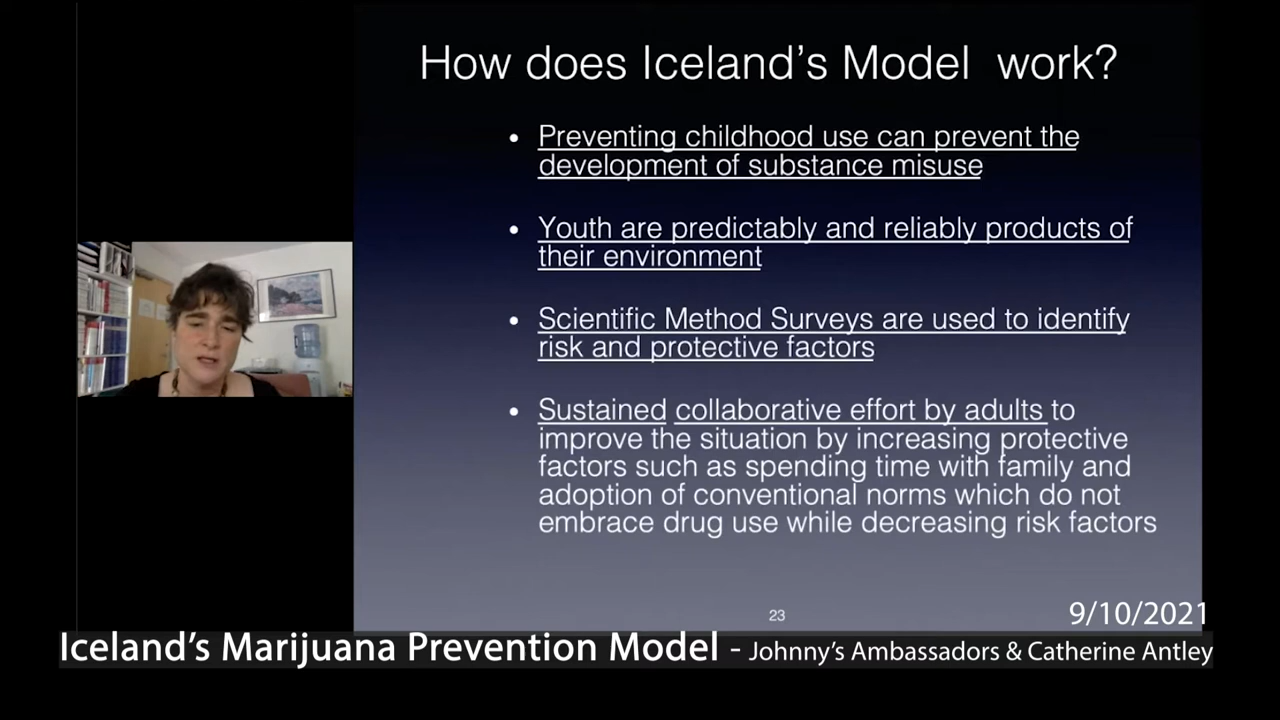 How does Iceland's Model  work?
• Preventing childhood use can prevent the
development of substance misuse
• Youth are predictably and reliably products of
their environment
• Scientific Method Surveys are used to identify
risk and protective factors
• Sustained collaborative effort by adults to
improve the situation by increasing protective
factors such as spending time with family and
adoption of conventional norms which do not
embrace drug use while decreasing risk factors
23
9/10/2021
Iceland's Marijuana Prevention Model - Johnny's Ambassadors & Catherine Antley